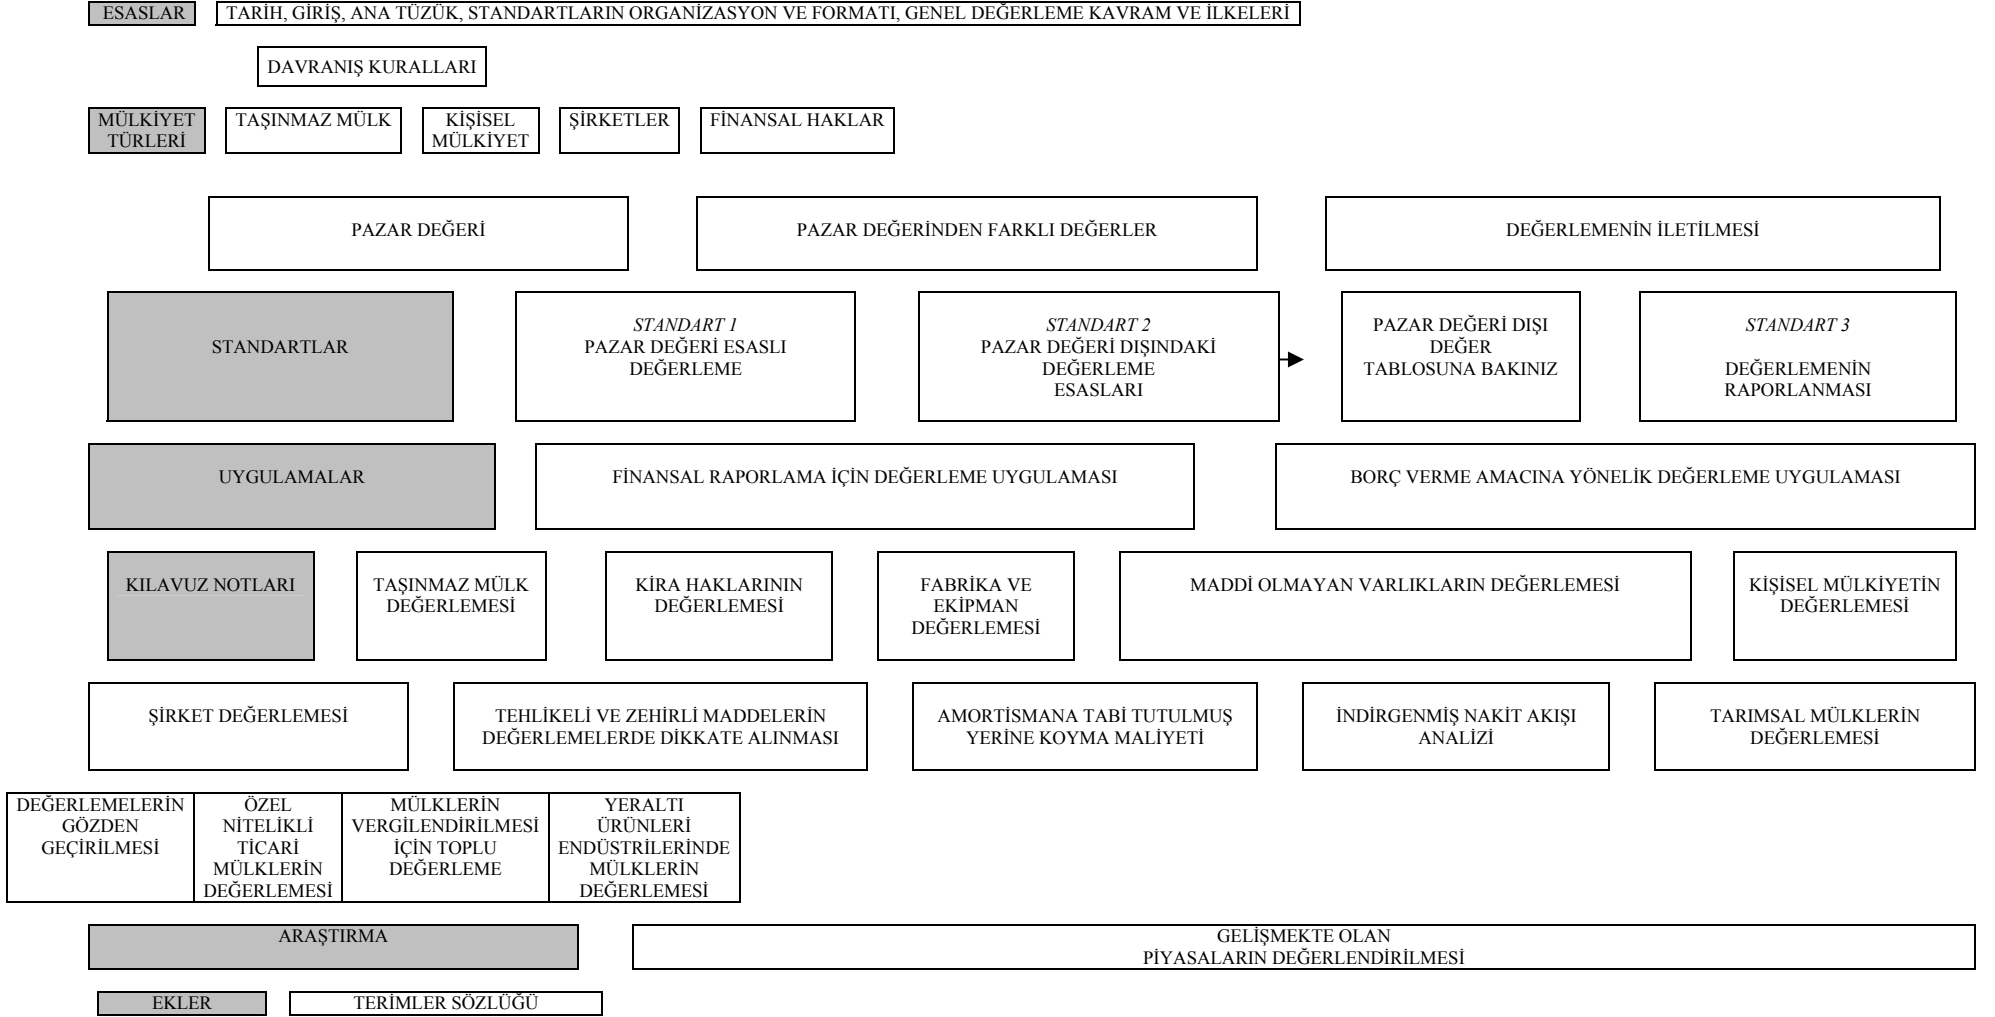 ESASLAR
TARİH, GİRİŞ, ANA TÜZÜK, STANDARTLARIN ORGANİZASYON VE FORMATI, GENEL DEĞERLEME KAVRAM VE İLKELERİ
DAVRANIŞ KURALLARI
MÜLKİYET
TÜRLERİ
TAŞINMAZ MÜLK
KİŞİSEL
MÜLKİYET
ŞİRKETLER
FİNANSAL HAKLAR
PAZAR DEĞERİ
PAZAR DEĞERİNDEN FARKLI DEĞERLER
DEĞERLEMENİN İLETİLMESİ
STANDARTLAR
STANDART 1
PAZAR DEĞERİ ESASLI
DEĞERLEME
STANDART 2
PAZAR DEĞERİ DIŞINDAKİ
DEĞERLEME
ESASLARI
PAZAR DEĞERİ DIŞI
DEĞER
TABLOSUNA BAKINIZ
STANDART 3
DEĞERLEMENİN
RAPORLANMASI
UYGULAMALAR
FİNANSAL RAPORLAMA İÇİN DEĞERLEME UYGULAMASI
BORÇ VERME AMACINA YÖNELİK DEĞERLEME UYGULAMASI
KILAVUZ NOTLARI
TAŞINMAZ MÜLK
DEĞERLEMESİ
KİRA HAKLARININ
DEĞERLEMESİ
FABRİKA VE
EKİPMAN
DEĞERLEMESİ
MADDİ OLMAYAN VARLIKLARIN DEĞERLEMESİ
KİŞİSEL MÜLKİYETİN
DEĞERLEMESİ
ŞİRKET DEĞERLEMESİ
TEHLİKELİ VE ZEHİRLİ MADDELERİN
DEĞERLEMELERDE DİKKATE ALINMASI
AMORTİSMANA TABİ TUTULMUŞ
YERİNE KOYMA MALİYETİ
İNDİRGENMİŞ NAKİT AKIŞI
ANALİZİ
TARIMSAL MÜLKLERİN
DEĞERLEMESİ
DEĞERLEMELERİN
GÖZDEN
GEÇİRİLMESİ
ÖZEL
NİTELİKLİ
TİCARİ
MÜLKLERİN
DEĞERLEMESİ
MÜLKLERİN
VERGİLENDİRİLMESİ
İÇİN TOPLU
DEĞERLEME
YERALTI
ÜRÜNLERİ
ENDÜSTRİLERİNDE
MÜLKLERİN
DEĞERLEMESİ
ARAŞTIRMA
GELİŞMEKTE OLAN
PİYASALARIN DEĞERLENDİRİLMESİ
EKLER
TERİMLER SÖZLÜĞÜ